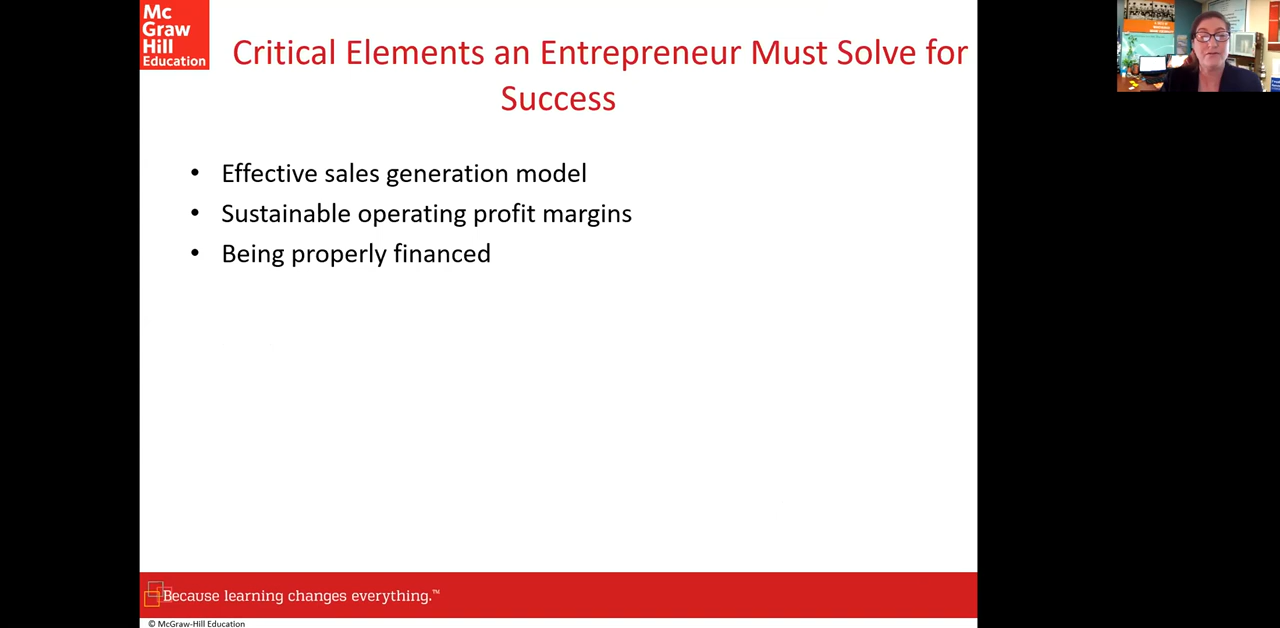 Mc
Graw
Hill
Education
Critical Elements an Entrepreneur Must Solve for
Success
• Effective sales generation model
• Sustainable operating profit margins
• Being properly financed
Because learning changes everything.™
© McGraw-Hill Education